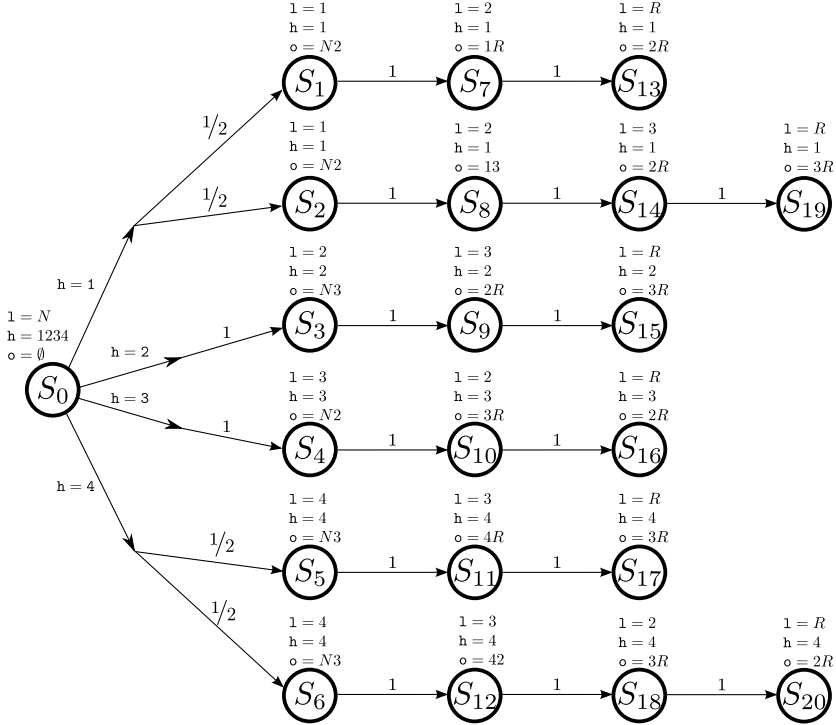 l = 1
h = 1
o = N2
S1
1
l = 2
h = 1
o = 1R
S7
1
l = R
h = 1
o = 2R
S13
1/2
l = 1
h = 1
o = N2
S2
1
l = 2
h = 1
o = 13
S8
1
l = 3
h = 1
o = 2R
S14
1
l = R
h = 1
o = 3R
S19
1/2
h = 1
l = 2
h = 2
o = N3
S3
1
l = 3
h = 2
o = 2R
S9
1
l = R
h = 2
o = 3R
S15
l = N
h = 1234
o = ∅
S0
h = 2
1
h = 3
1
l = 3
h = 3
o = N2
S4
1
l = 2
h = 3
o = 3R
S10
1
l = R
h = 3
o = 2R
S16
h = 4
1/2
l = 4
h = 4
o = N3
S5
1
l = 3
h = 4
o = 4R
S11
1
l = R
h = 4
o = 3R
S17
1/2
l = 4
h = 4
o = N3
S6
1
l = 3
h = 4
o = 42
S12
1
l = 2
h = 4
o = 3R
S18
1
l = R
h = 4
o = 2R
S20